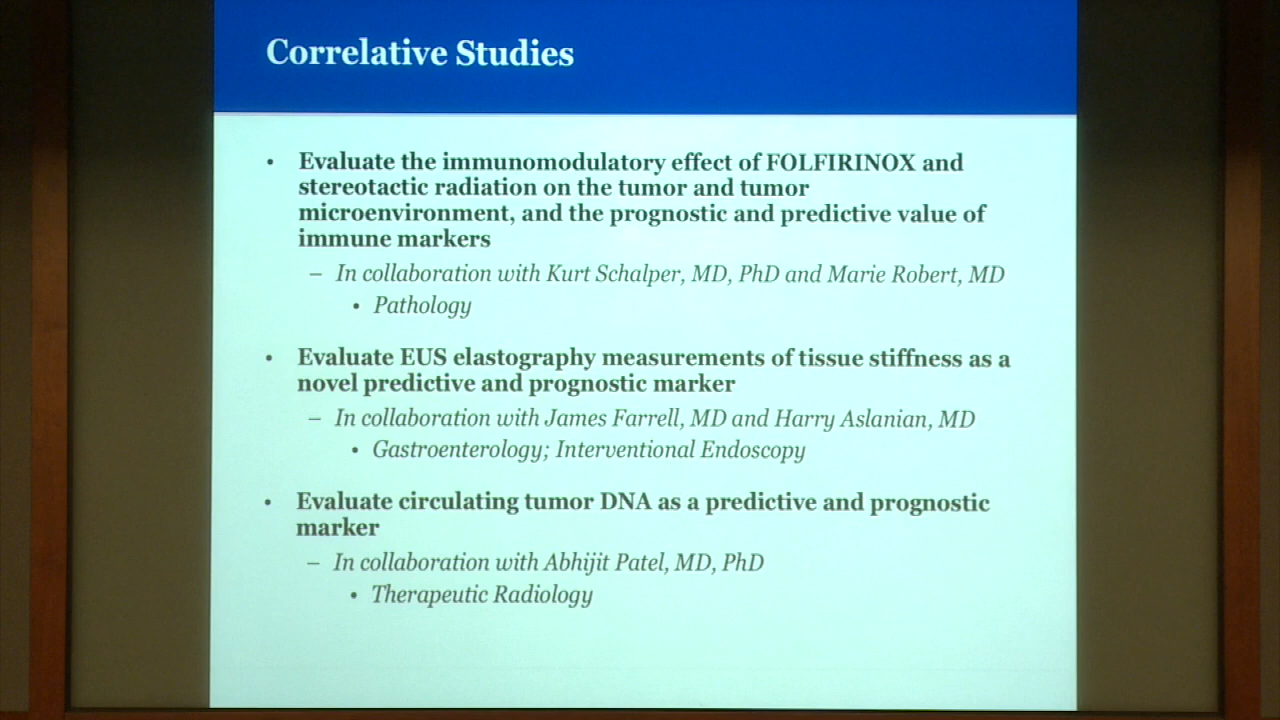 Correlative Studies
• Evaluate the immunomodulatory effect of FOLFIRINOX and
stereotactic radiation on the tumor and tumor
microenvironment, and the prognostic and predictive value of
immune markers
– In collaboration with Kurt Schalper, MD, PhD and Marie Robert, MD
• Pathology
• Evaluate EUS elastography measurements of tissue stiffness as a
novel predictive and prognostic marker
– In collaboration with James Farrell, MD and Harry Aslanian, MD
• Gastroenterology; Interventional Endoscopy
• Evaluate circulating tumor DNA as a predictive and prognostic
marker
– In collaboration with Abhijit Patel, MD, PhD
• Therapeutic Radiology